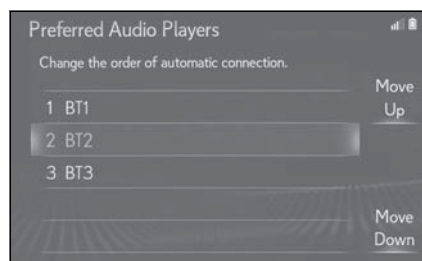 Preferred Audio Players
Change the order of automatic connection.
Move
Up
1 BT1
2 BT2
3 BT3
Move
Down